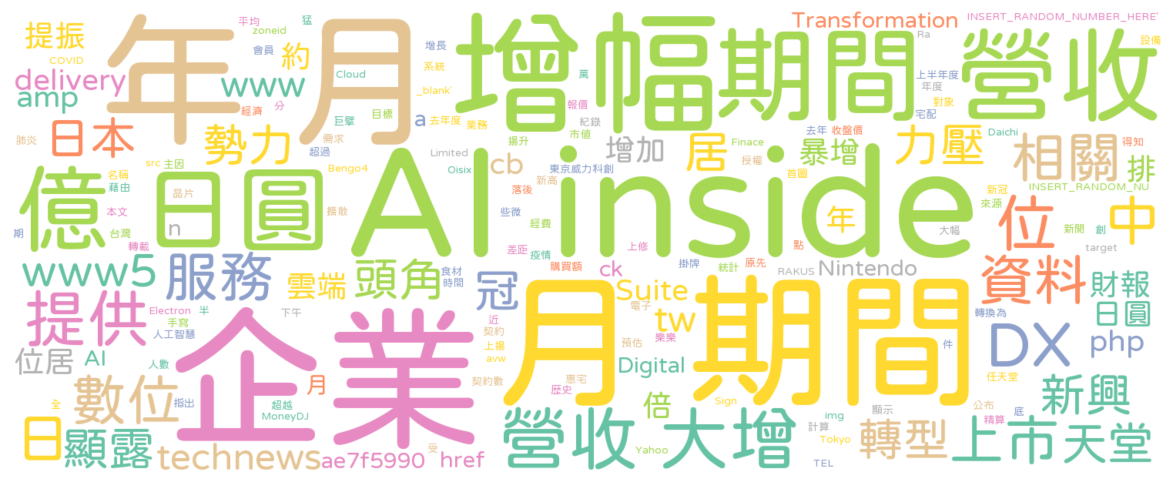 提振
COVID
delivery
amp
年月
平均
zoneid
猛
會員
約
www
Cloud
增長
系統
_blank'
a
增幅
期間
營收
Transformation
Ra
INSERT_RANDOM_NUMBER_HERE'
設備
上半年度
年度
對象
宅配
日本
肺炎
勢力
經濟
分
巨擘
目標
需求
超過
去年度
業務
萬
報價
紀錄
市值
揚升
增加
居
Finace
授權
首圖
去年
收盤價
暴增
力壓
Daichi
得知
相關
排
億
日圓
src
主因
Bengo4
名稱
藉由
晶片
本文
台灣
轉載
期
n
擴散
AI inside
Limited
Oisix
cb
東京威力科創
落後
新高
些微
經費
差距
疫情
上修
年
點
新冠
來源
INSERT_RANDOM_NU
位
中
新聞
創
大幅
target
www5
服務
雲端
頭角
食材
時間
冠
購買額
ck
掛牌
統計
原先
RAKUS
Nintendo
資料
財報
日圓
提供
Electron
半
手寫
人工智慧
下午
企業
近
契約
上揚
avw
月
期間
Suite
電子
tw
樂樂
預估
Digital
件
轉換為
DX
php
位居
AI
人數
月
數位
指出
超越
MoneyDJ
契約數
惠宅
歷史
倍
Sign
任天堂
新興
全
日
顯露
technews
ae7f5990
受
href
營收
大增
Yahoo
img
計算
Tokyo
TEL
顯示
轉型
公布
精算
底
上市
天堂